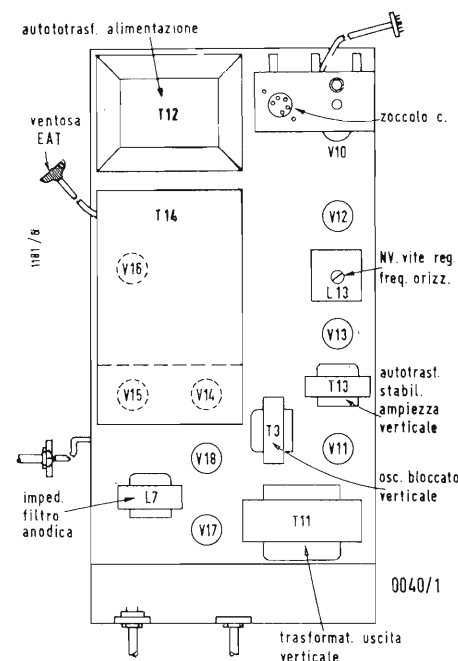 autototrasf. alimentazione
T12
zoccolo c.
V10
ventosa
EAT
T14
V12
1181/8
V16
NV. vite reg.
freq. orizz.
L13
V13
autotrasf.
stabil.
ampiezza
verticale
T13
V15
V14
T3
V11
V18
osc. bloccato
verticale
imped.
filtro
anodica
L7
V17
T11
0040/1
trasformat. uscita
verticale